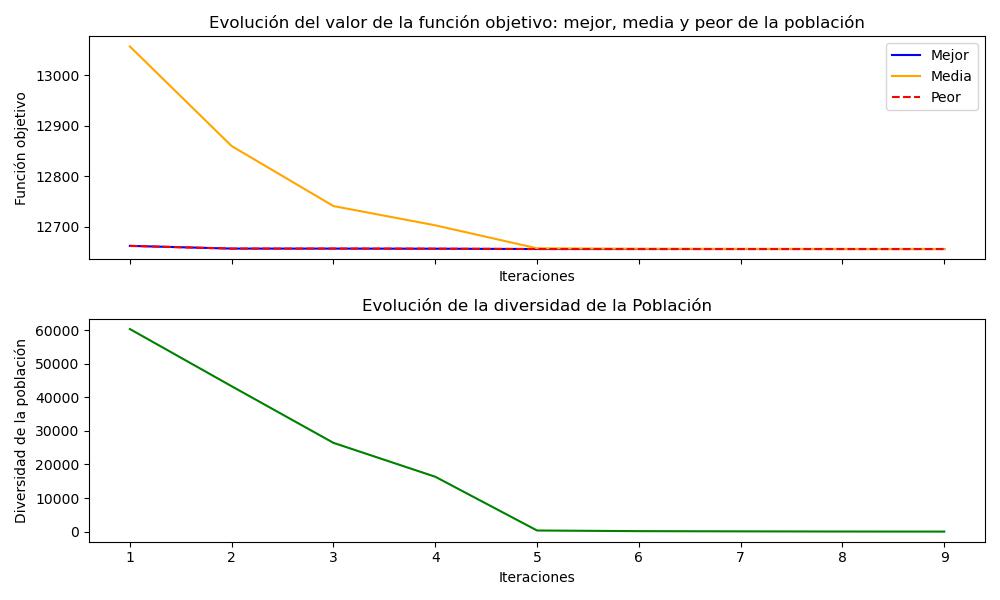 Evolución del valor de la función objetivo: mejor, media y peor de la población
Función objetivo
13000
12900
12800
12700
Mejor
Media
Peor
Iteraciones
Evolución de la diversidad de la Población
Diversidad de la población
60000
50000
40000
30000
20000
10000
0
1 2 3 4 5 6 7 8 9
Iteraciones